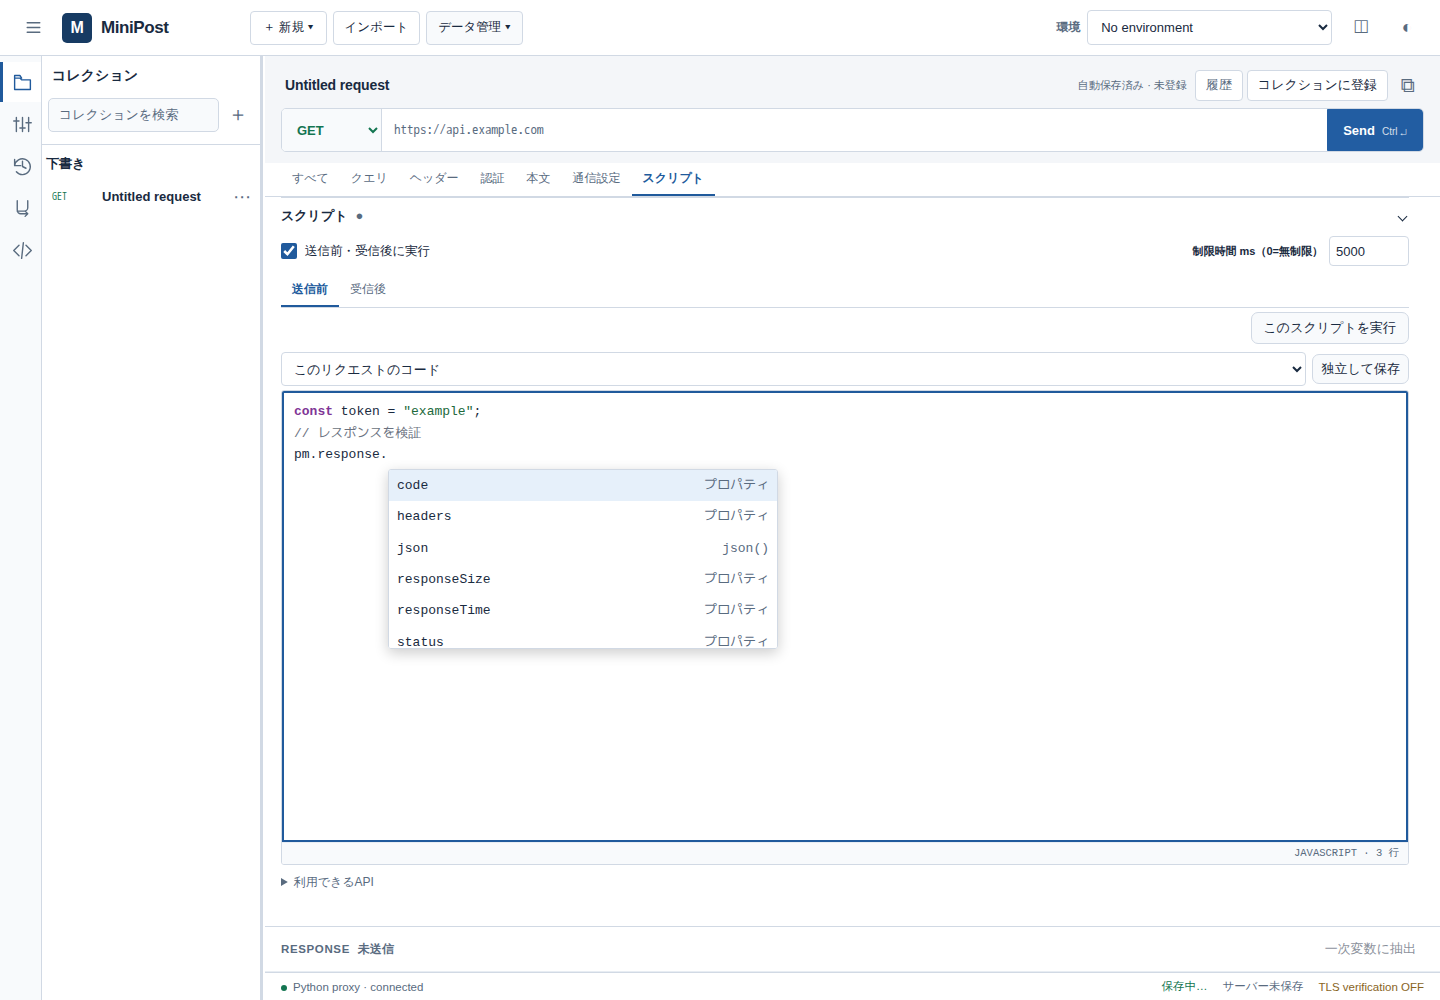 M MiniPost
＋ 新規 ▾
インポート
データ管理 ▾
環境
No environment
コレクション
コレクションを検索
＋
下書き
GET Untitled request …
Untitled request
自動保存済み · 未登録
履歴
コレクションに登録
GET
https://api.example.com
Send Ctrl ↵
すべて
クエリ
ヘッダー
認証
本文
通信設定
スクリプト
スクリプト ●
送信前・受信後に実行
制限時間 ms（0=無制限）
5000
送信前
受信後
このスクリプトを実行
このリクエストのコード
独立して保存
const token = "example";
// レスポンスを検証
pm.response.
code プロパティ
headers プロパティ
json json()
responseSize プロパティ
responseTime プロパティ
status プロパティ
JAVASCRIPT · 3 行
▶ 利用できるAPI
RESPONSE 未送信
一次変数に抽出
Python proxy · connected
保存中…
サーバー未保存
TLS verification OFF